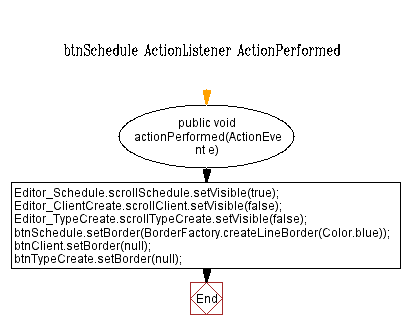 btnSchedule ActionListener ActionPerformed
public void
actionPerformed(ActionEve
nt e)
Editor_Schedule.scrollSchedule.setVisible(true);
Editor_ClientCreate.scrollClient.setVisible(false);
Editor_TypeCreate.scrollTypeCreate.setVisible(false);
btnSchedule.setBorder(BorderFactory.createLineBorder(Color.blue));
btnClient.setBorder(null);
btnTypeCreate.setBorder(null);
End